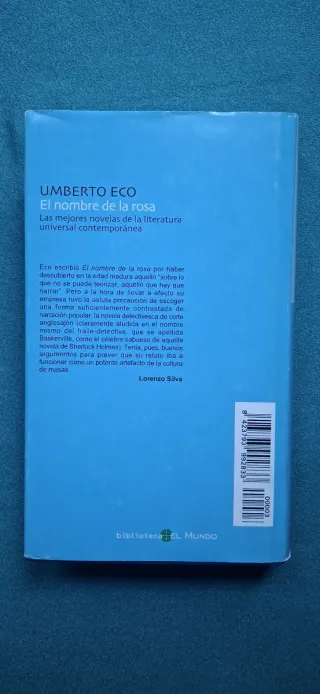 UMBERTO ECO
El nombre de la rosa
Las mejores novelas de la literatura
universal contemporánea
Eco escribió El nombre de la rosa por haber
descubierto en la edad madura aquello "sobre lo
que no se puede teorizar, aquello que hay que
narrar". Pero a la hora de llevar a efecto su
empresa tuvo la astuta precaución de escoger
una forma suficientemente contrastada de
narración popular, la novela detectivesca de corte
anglosajón (claramente aludida en el nombre
mismo del fraile-detective, que se apellida
Baskerville, como el célebre sabueso de aquella
novela de Sherlock Holmes). Tenía, pues, buenos
argumentos para prever que su relato iba a
funcionar como un potente artefacto de la cultura
de masas.
Lorenzo Silva
8 423793 892833
00003
biblioteca EL MUNDO